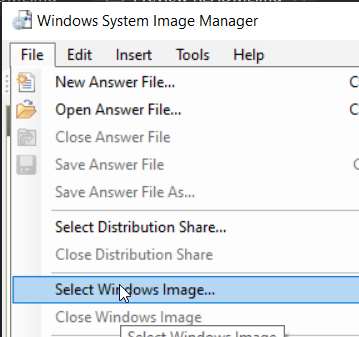 Windows System Image Manager
File Edit Insert Tools Help
New Answer File...
Open Answer File...
Close Answer File
Save Answer File
Save Answer File As...
Select Distribution Share...
Close Distribution Share
Select Windows Image...
Close Windows Image
Select Windows Image